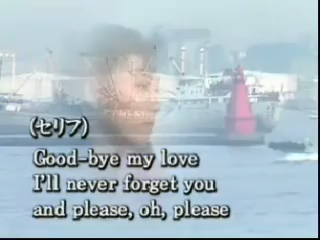 (セリフ)
Good-bye my love
I'll never forget you
and please, oh, please